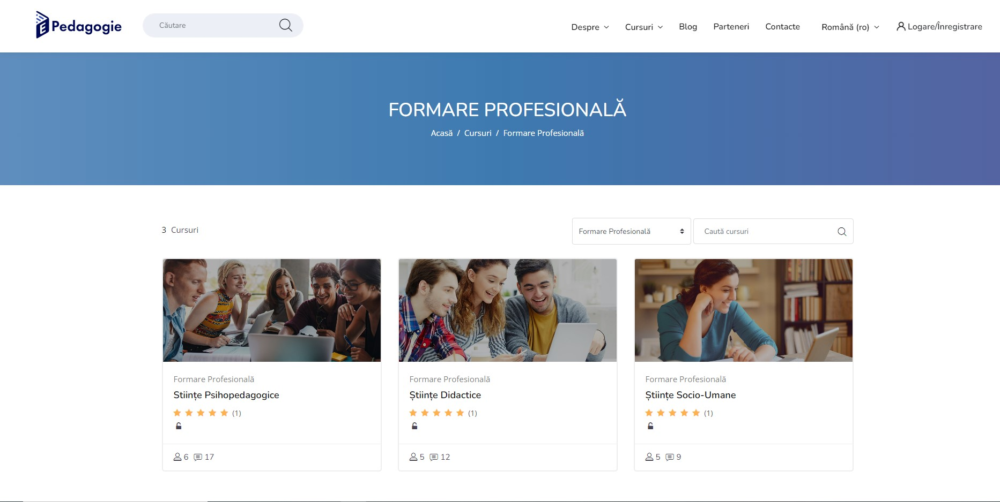 Pedagogie
Căutare
Despre
Cursuri
Blog
Parteneri
Contacte
Română (ro)
Logare/Înregistrare
FORMARE PROFESIONALĂ
Acasă / Cursuri / Formare Profesională
3 Cursuri
Formare Profesională
Caută cursuri
Formare Profesională
Stiințe Psihopedagogice
(1)
6 17
Formare Profesională
Științe Didactice
(1)
5 12
Formare Profesională
Științe Socio-Umane
(1)
5 9